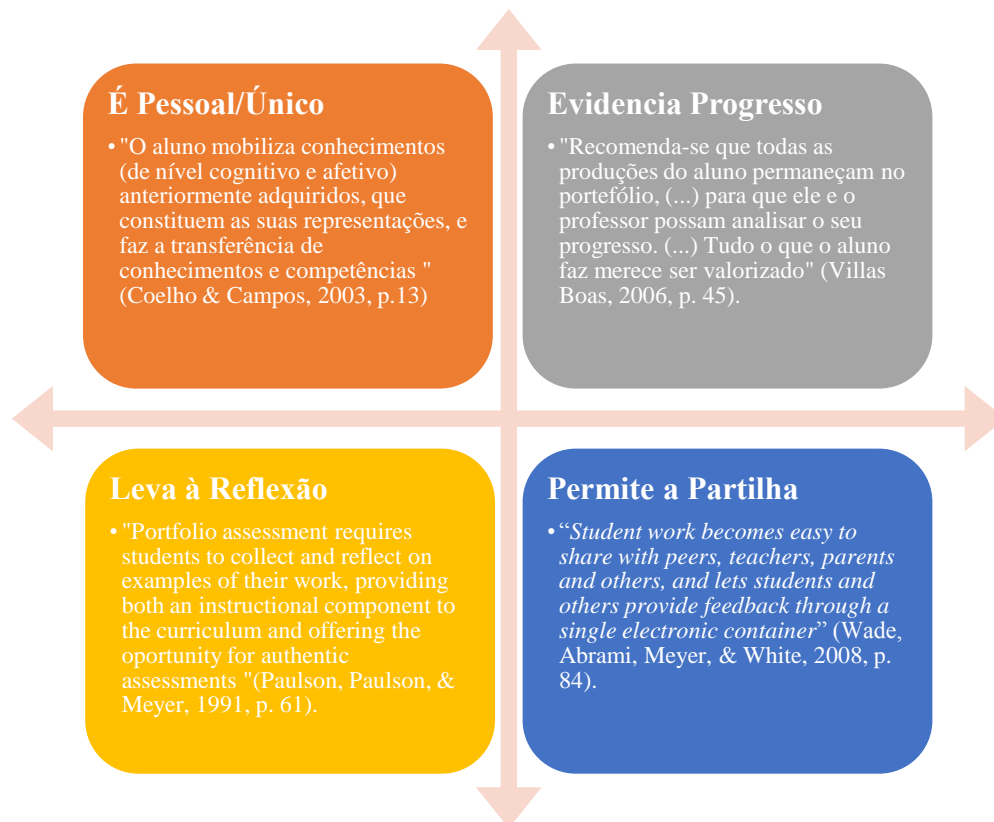 É Pessoal/Único
• "O aluno mobiliza conhecimentos
(de nível cognitivo e afetivo)
anteriormente adquiridos, que
constituem as suas representações, e
faz a transferência de
conhecimentos e competências "
(Coelho & Campos, 2003, p.13)
Evidencia Progresso
• "Recomenda-se que todas as
produções do aluno permaneçam no
portefólio, (...) para que ele e o
professor possam analisar o seu
progresso. (...) Tudo o que o aluno
faz merece ser valorizado" (Villas
Boas, 2006, p. 45).
Leva à Reflexão
• "Portfolio assessment requires
students to collect and reflect on
examples of their work, providing
both an instructional component to
the curriculum and offering the
oportunity for authentic
assessments "(Paulson, Paulson, &
Meyer, 1991, p. 61).
Permite a Partilha
• “Student work becomes easy to
share with peers, teachers, parents
and others, and lets students and
others provide feedback through a
single electronic container” (Wade,
Abrami, Meyer, & White, 2008, p.
84).